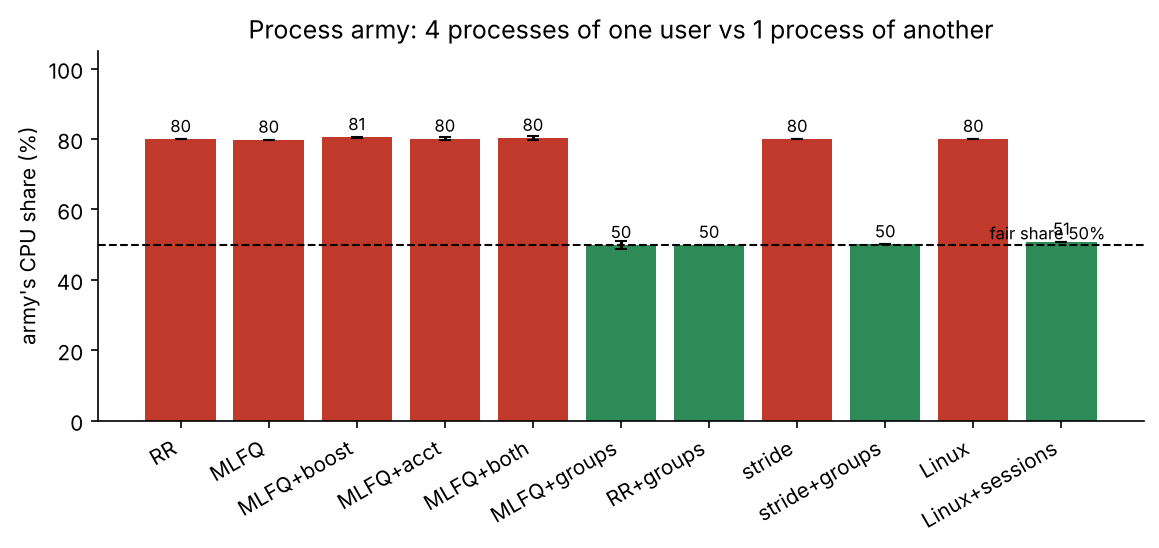 Process army: 4 processes of one user vs 1 process of another
army's CPU share (%)
100
80
60
40
20
0
80
80
81
80
80
50
50
80
50
80
51
fair share 50%
RR
MLFQ
MLFQ+boost
MLFQ+acct
MLFQ+both
MLFQ+groups
RR+groups
stride
stride+groups
Linux
Linux+sessions